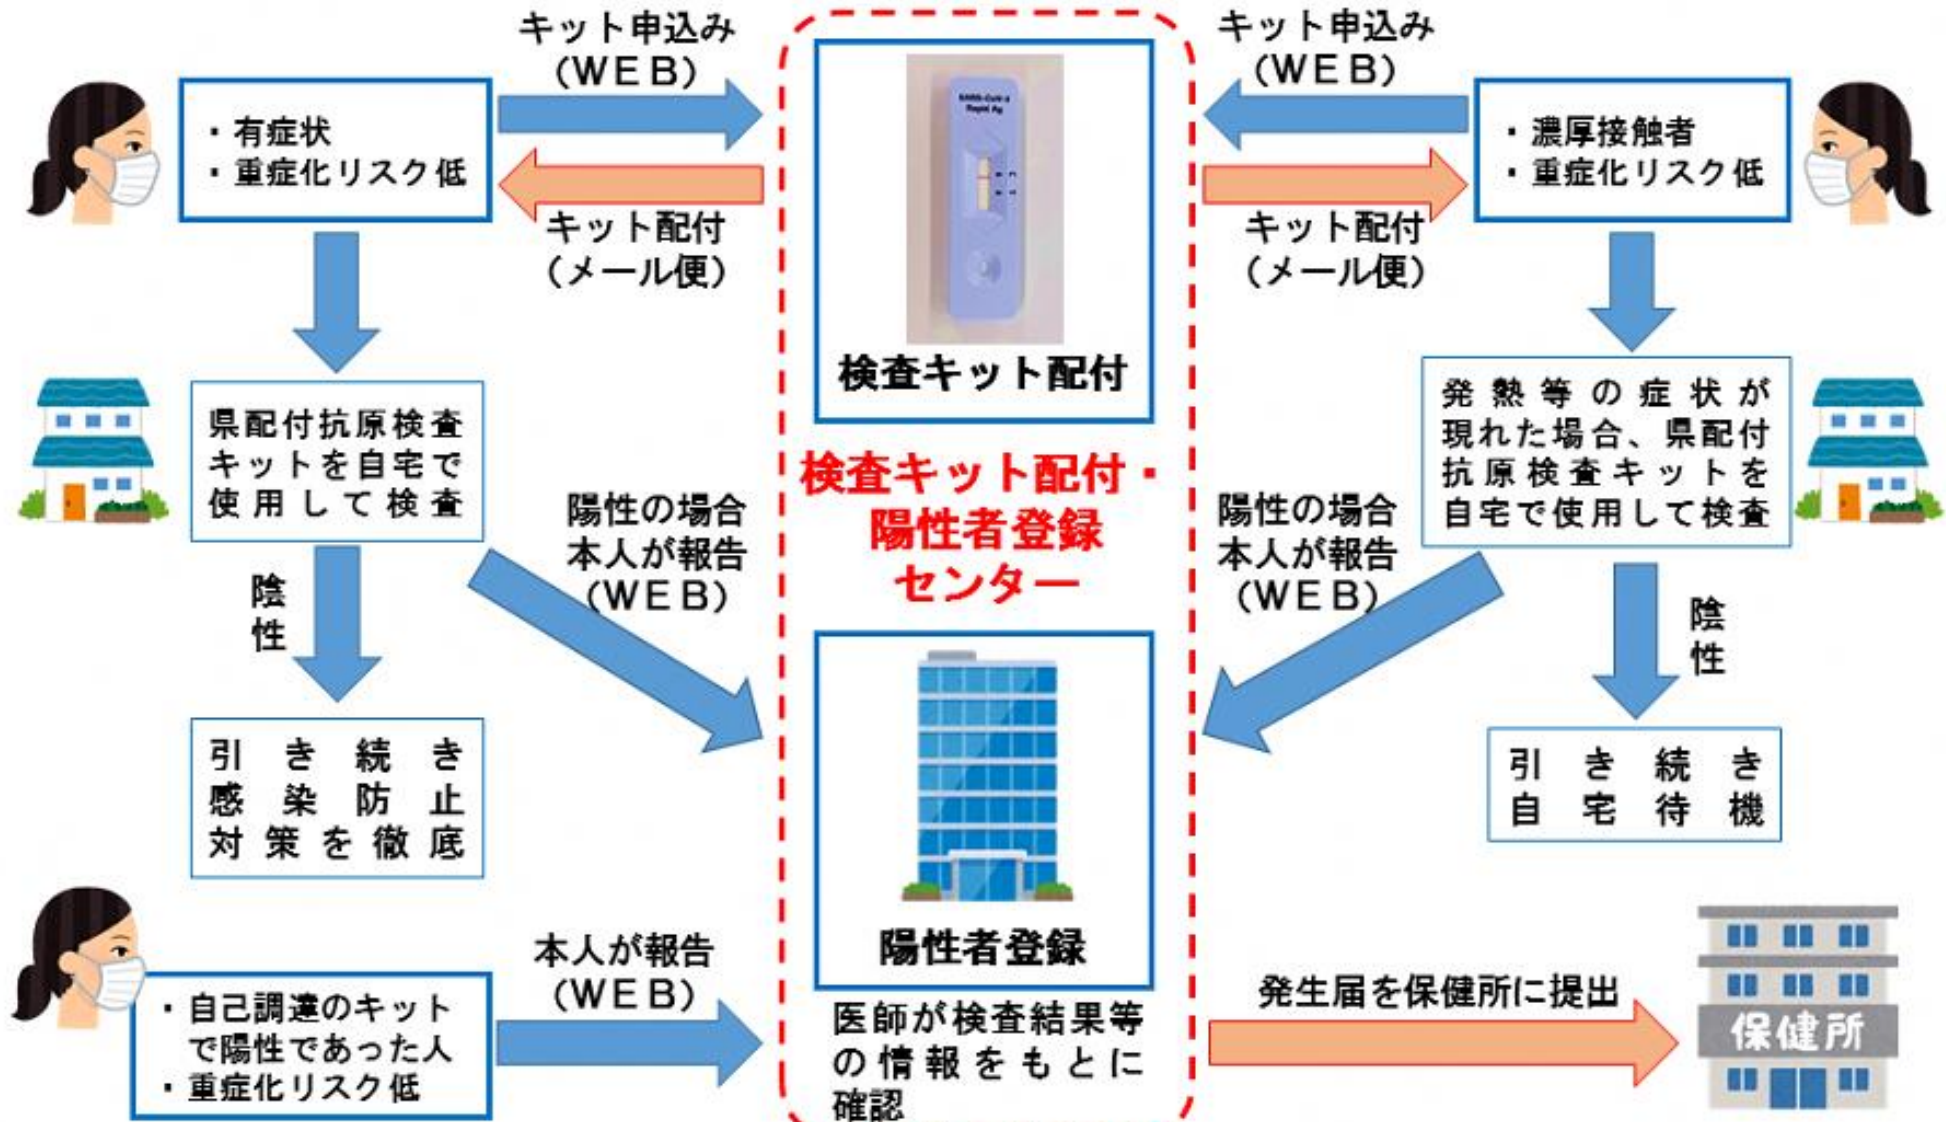 キット申込み
（ＷＥＢ）
・有症状
・重症化リスク低
キット配付
（メール便）
県配付抗原検査
キットを自宅で
使用して検査
陽性の場合
本人が報告
（ＷＥＢ）
陰
性
引き続き
感染防止
対策を徹底
・自己調達のキット
で陽性であった人
・重症化リスク低
本人が報告
（ＷＥＢ）
SARS-CoV-2
Rapid Ag
C
T
検査キット配付
検査キット配付・
陽性者登録
センター
陽性者登録
医師が検査結果等
の情報をもとに
確認
キット申込み
（ＷＥＢ）
・濃厚接触者
・重症化リスク低
キット配付
（メール便）
発熱等の症状が
現れた場合、県配付
抗原検査キットを
自宅で使用して検査
陽性の場合
本人が報告
（ＷＥＢ）
陰
性
引き続き
自宅待機
発生届を保健所に提出
保健所